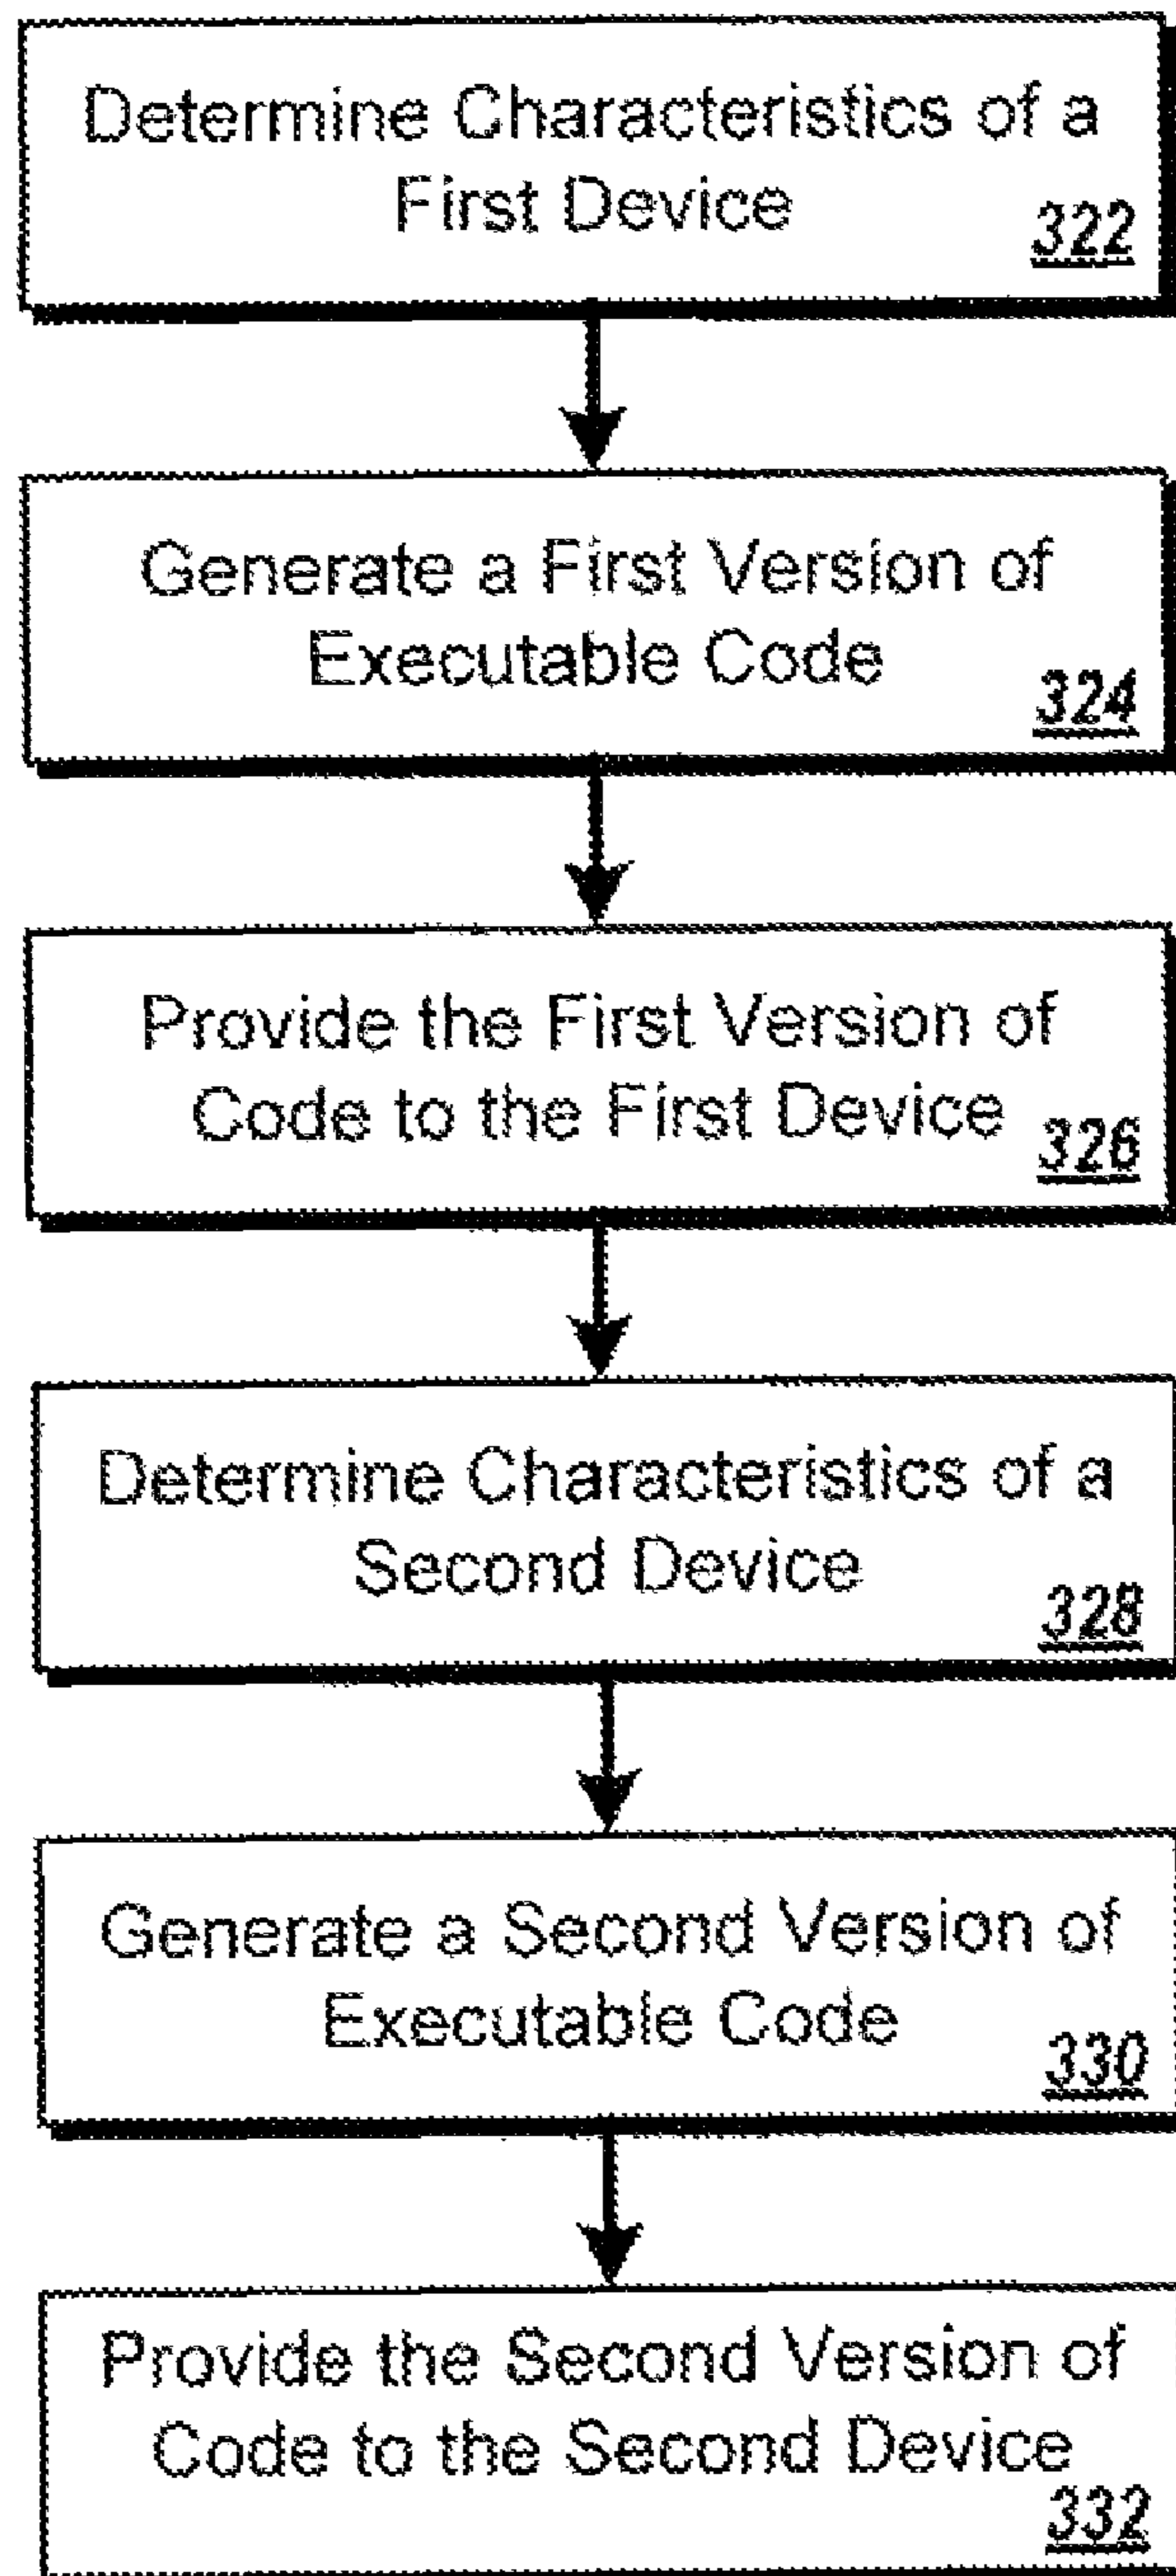 Determine Characteristics of a
First Device
322
Generate a First Version of
Executable Code
324
Provide the First Version of
Code to the First Device
326
Determine Characteristics of a
Second Device
328
Generate a Second Version of
Executable Code
330
Provide the Second Version of
Code to the Second Device
332